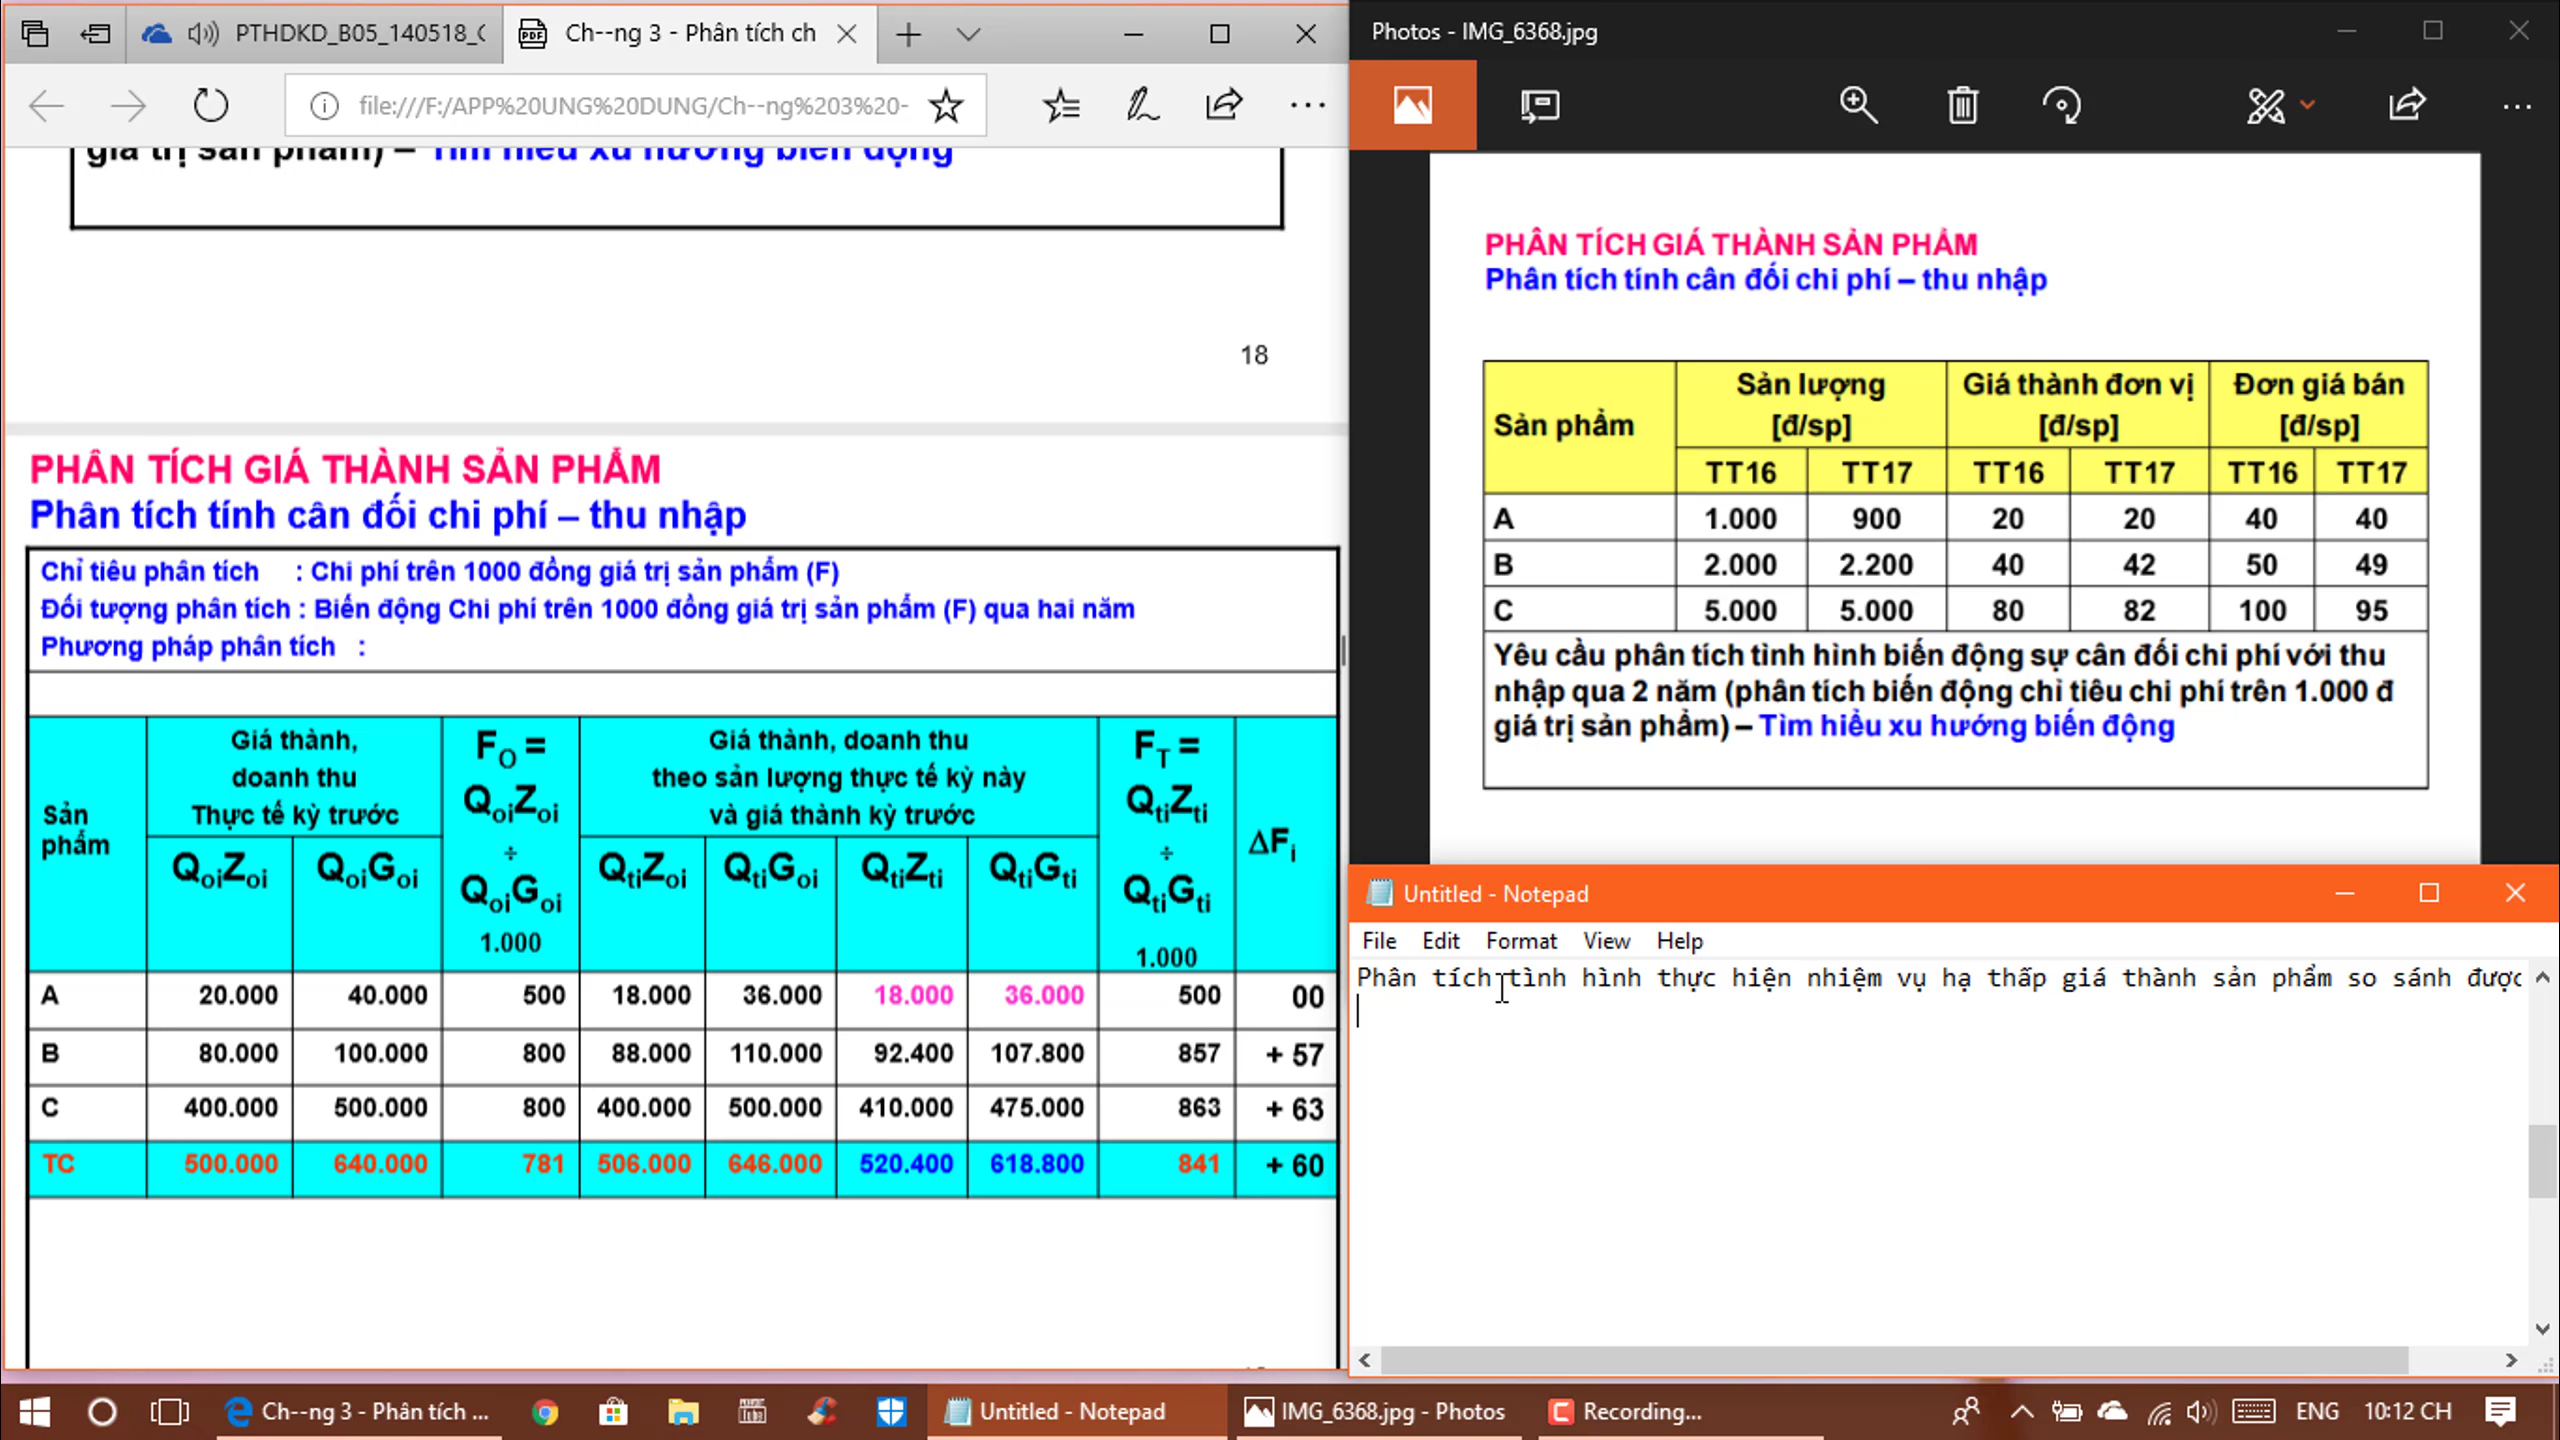 PTHDKD_B05_140518_C
Ch--ng 3 - Phân tích ch
file:///F:/APP%20UNG%20DUNG/Ch--ng%203%20-
giá trị sản phẩm) – Tìm hiểu xu hướng biến động
18
PHÂN TÍCH GIÁ THÀNH SẢN PHẨM
Phân tích tính cân đối chi phí – thu nhập
Chỉ tiêu phân tích : Chi phí trên 1000 đồng giá trị sản phẩm (F)
Đối tượng phân tích : Biến động Chi phí trên 1000 đồng giá trị sản phẩm (F) qua hai năm
Phương pháp phân tích :
Sản phẩm
Giá thành, doanh thu Thực tế kỳ trước
FO = QoiZoi ÷ QoiGoi 1.000
Giá thành, doanh thu theo sản lượng thực tế kỳ này và giá thành kỳ trước
FT = QtiZti ÷ QtiGti 1.000
ΔFi
QoiZoi QoiGoi QtiZoi QtiGoi QtiZti QtiGti
A 20.000 40.000 500 18.000 36.000 18.000 36.000 500 00
B 80.000 100.000 800 88.000 110.000 92.400 107.800 857 + 57
C 400.000 500.000 800 400.000 500.000 410.000 475.000 863 + 63
TC 500.000 640.000 781 506.000 646.000 520.400 618.800 841 + 60
Photos - IMG_6368.jpg
PHÂN TÍCH GIÁ THÀNH SẢN PHẨM
Phân tích tính cân đối chi phí – thu nhập
Sản phẩm
Sản lượng [đ/sp]
Giá thành đơn vị [đ/sp]
Đơn giá bán [đ/sp]
TT16 TT17 TT16 TT17 TT16 TT17
A 1.000 900 20 20 40 40
B 2.000 2.200 40 42 50 49
C 5.000 5.000 80 82 100 95
Yêu cầu phân tích tình hình biến động sự cân đối chi phí với thu
nhập qua 2 năm (phân tích biến động chỉ tiêu chi phí trên 1.000 đ
giá trị sản phẩm) – Tìm hiểu xu hướng biến động
Untitled - Notepad
File Edit Format View Help
Phân tích tình hình thực hiện nhiệm vụ hạ thấp giá thành sản phẩm so sánh được
Ch--ng 3 - Phân tích ...
Untitled - Notepad
IMG_6368.jpg - Photos
Recording...
ENG
10:12 CH